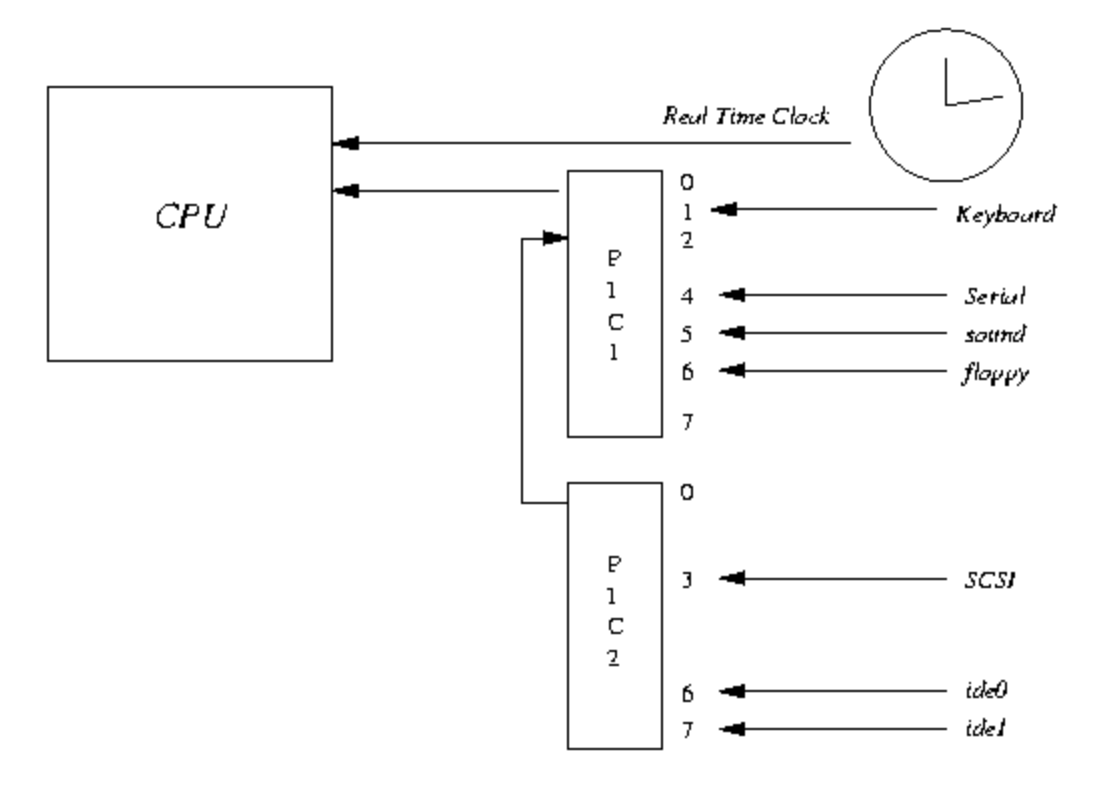 Real Time Clock
CPU
0
1
Keyboard
2
P
I
C
1
4
Serial
5
sound
6
floppy
7
0
P
I
C
2
3
SCSI
6
ide0
7
ide1